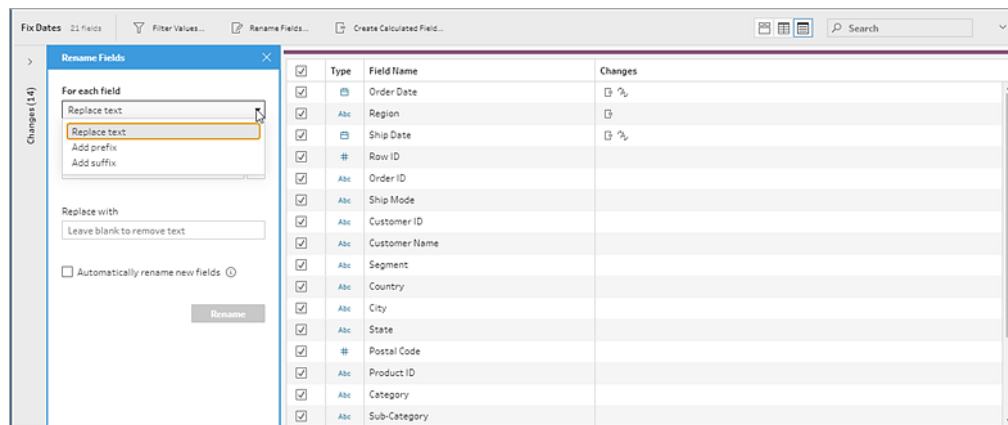 Fix Dates 21 fields Filter Values... Rename Fields... Create Calculated Field... Search
Changes (14)
Rename Fields
For each field
Replace text
Replace text
Add prefix
Add suffix
Replace with
Leave blank to remove text
Automatically rename new fields
Rename
Type Field Name Changes
Order Date
Abc Region
Ship Date
# Row ID
Abc Order ID
Abc Ship Mode
Abc Customer ID
Abc Customer Name
Abc Segment
Abc Country
Abc City
Abc State
# Postal Code
Abc Product ID
Abc Category
Abc Sub-Category